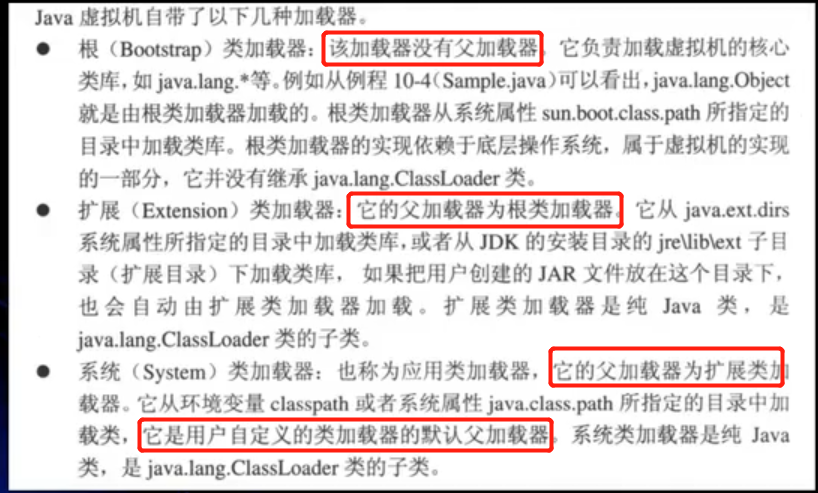 Java 虚拟机自带了以下几种加载器。
● 根（Bootstrap）类加载器：该加载器没有父加载器。它负责加载虚拟机的核心
类库，如 java.lang.*等。例如从例程 10-4（Sample.java）可以看出，java.lang.Object
就是由根类加载器加载的。根类加载器从系统属性 sun.boot.class.path 所指定的
目录中加载类库。根类加载器的实现依赖于底层操作系统，属于虚拟机的实现
的一部分，它并没有继承 java.lang.ClassLoader 类。
● 扩展（Extension）类加载器：它的父加载器为根类加载器。它从 java.ext.dirs
系统属性所指定的目录中加载类库，或者从 JDK 的安装目录的 jre\lib\ext 子目
录（扩展目录）下加载类库， 如果把用户创建的 JAR 文件放在这个目录下，
也会自动由扩展类加载器加载。扩展类加载器是纯 Java 类，是
java.lang.ClassLoader 类的子类。
● 系统（System）类加载器：也称为应用类加载器，它的父加载器为扩展类加
载器。它从环境变量 classpath 或者系统属性 java.class.path 所指定的目录中加
载类，它是用户自定义的类加载器的默认父加载器。系统类加载器是纯 Java
类，是 java.lang.ClassLoader 类的子类。